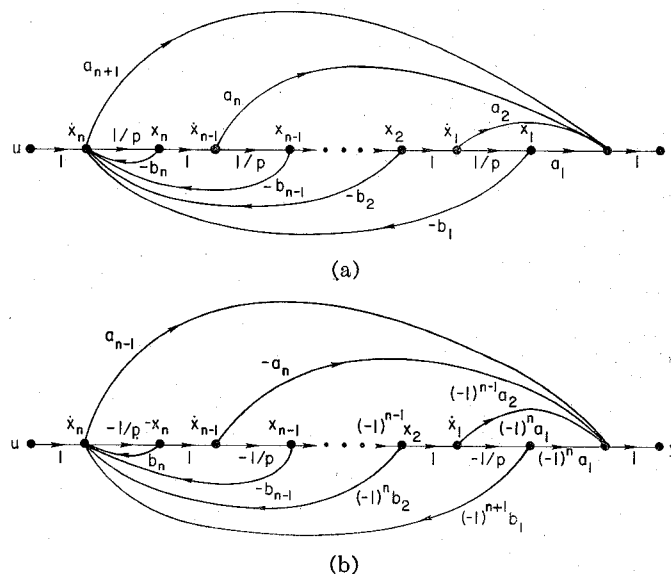 a_{n+1}
a_n
a_2
ẋ_n 1/p x_n ẋ_{n-1} x_{n-1} x_2 ẋ_1 x_1
u 1 -b_n 1 1/p -b_{n-1} -b_2 1 1/p a_1 1
-b_1
(a)
a_{n-1}
-a_n
(-1)^{n-1}a_2
ẋ_n -1/p -x_n ẋ_{n-1} x_{n-1} (-1)^{n-1} x_2 ẋ_1 (-1)^n a_1
u 1 b_n 1 -1/p 1 -1/p (-1)^n a_1 1
-b_{n-1} (-1)^n b_2 (-1)^{n+1} b_1
(b)